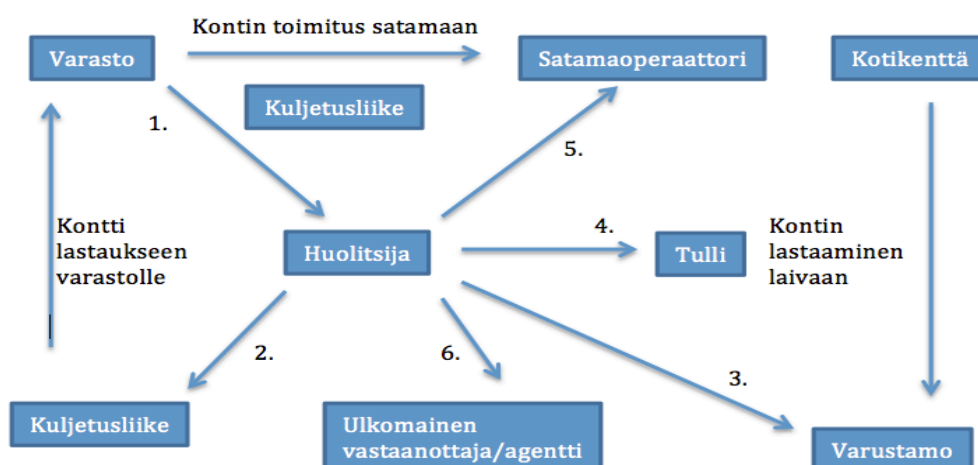 Kontin toimitus satamaan
Varasto
Satamaoperaattori
Kotikenttä
Kuljetusliike
1.
5.
Kontti
lastaukseen
varastolle
Huolitsija
4.
Tulli
Kontin
lastaaminen
laivaan
2.
6.
3.
Kuljetusliike
Ulkomainen
vastaanottaja/agentti
Varustamo